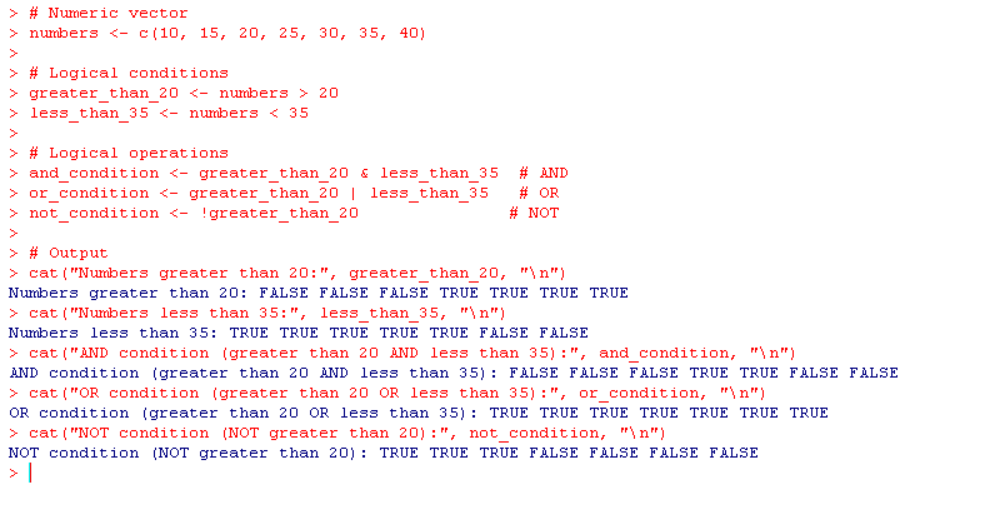 > # Numeric vector
> numbers <- c(10, 15, 20, 25, 30, 35, 40)
>
> # Logical conditions
> greater_than_20 <- numbers > 20
> less_than_35 <- numbers < 35
>
> # Logical operations
> and_condition <- greater_than_20 & less_than_35  # AND
> or_condition <- greater_than_20 | less_than_35   # OR
> not_condition <- !greater_than_20               # NOT
>
> # Output
> cat("Numbers greater than 20:", greater_than_20, "\n")
Numbers greater than 20: FALSE FALSE FALSE TRUE TRUE TRUE TRUE
> cat("Numbers less than 35:", less_than_35, "\n")
Numbers less than 35: TRUE TRUE TRUE TRUE TRUE FALSE FALSE
> cat("AND condition (greater than 20 AND less than 35):", and_condition, "\n")
AND condition (greater than 20 AND less than 35): FALSE FALSE FALSE TRUE TRUE FALSE FALSE
> cat("OR condition (greater than 20 OR less than 35):", or_condition, "\n")
OR condition (greater than 20 OR less than 35): TRUE TRUE TRUE TRUE TRUE TRUE TRUE
> cat("NOT condition (NOT greater than 20):", not_condition, "\n")
NOT condition (NOT greater than 20): TRUE TRUE TRUE FALSE FALSE FALSE FALSE
>